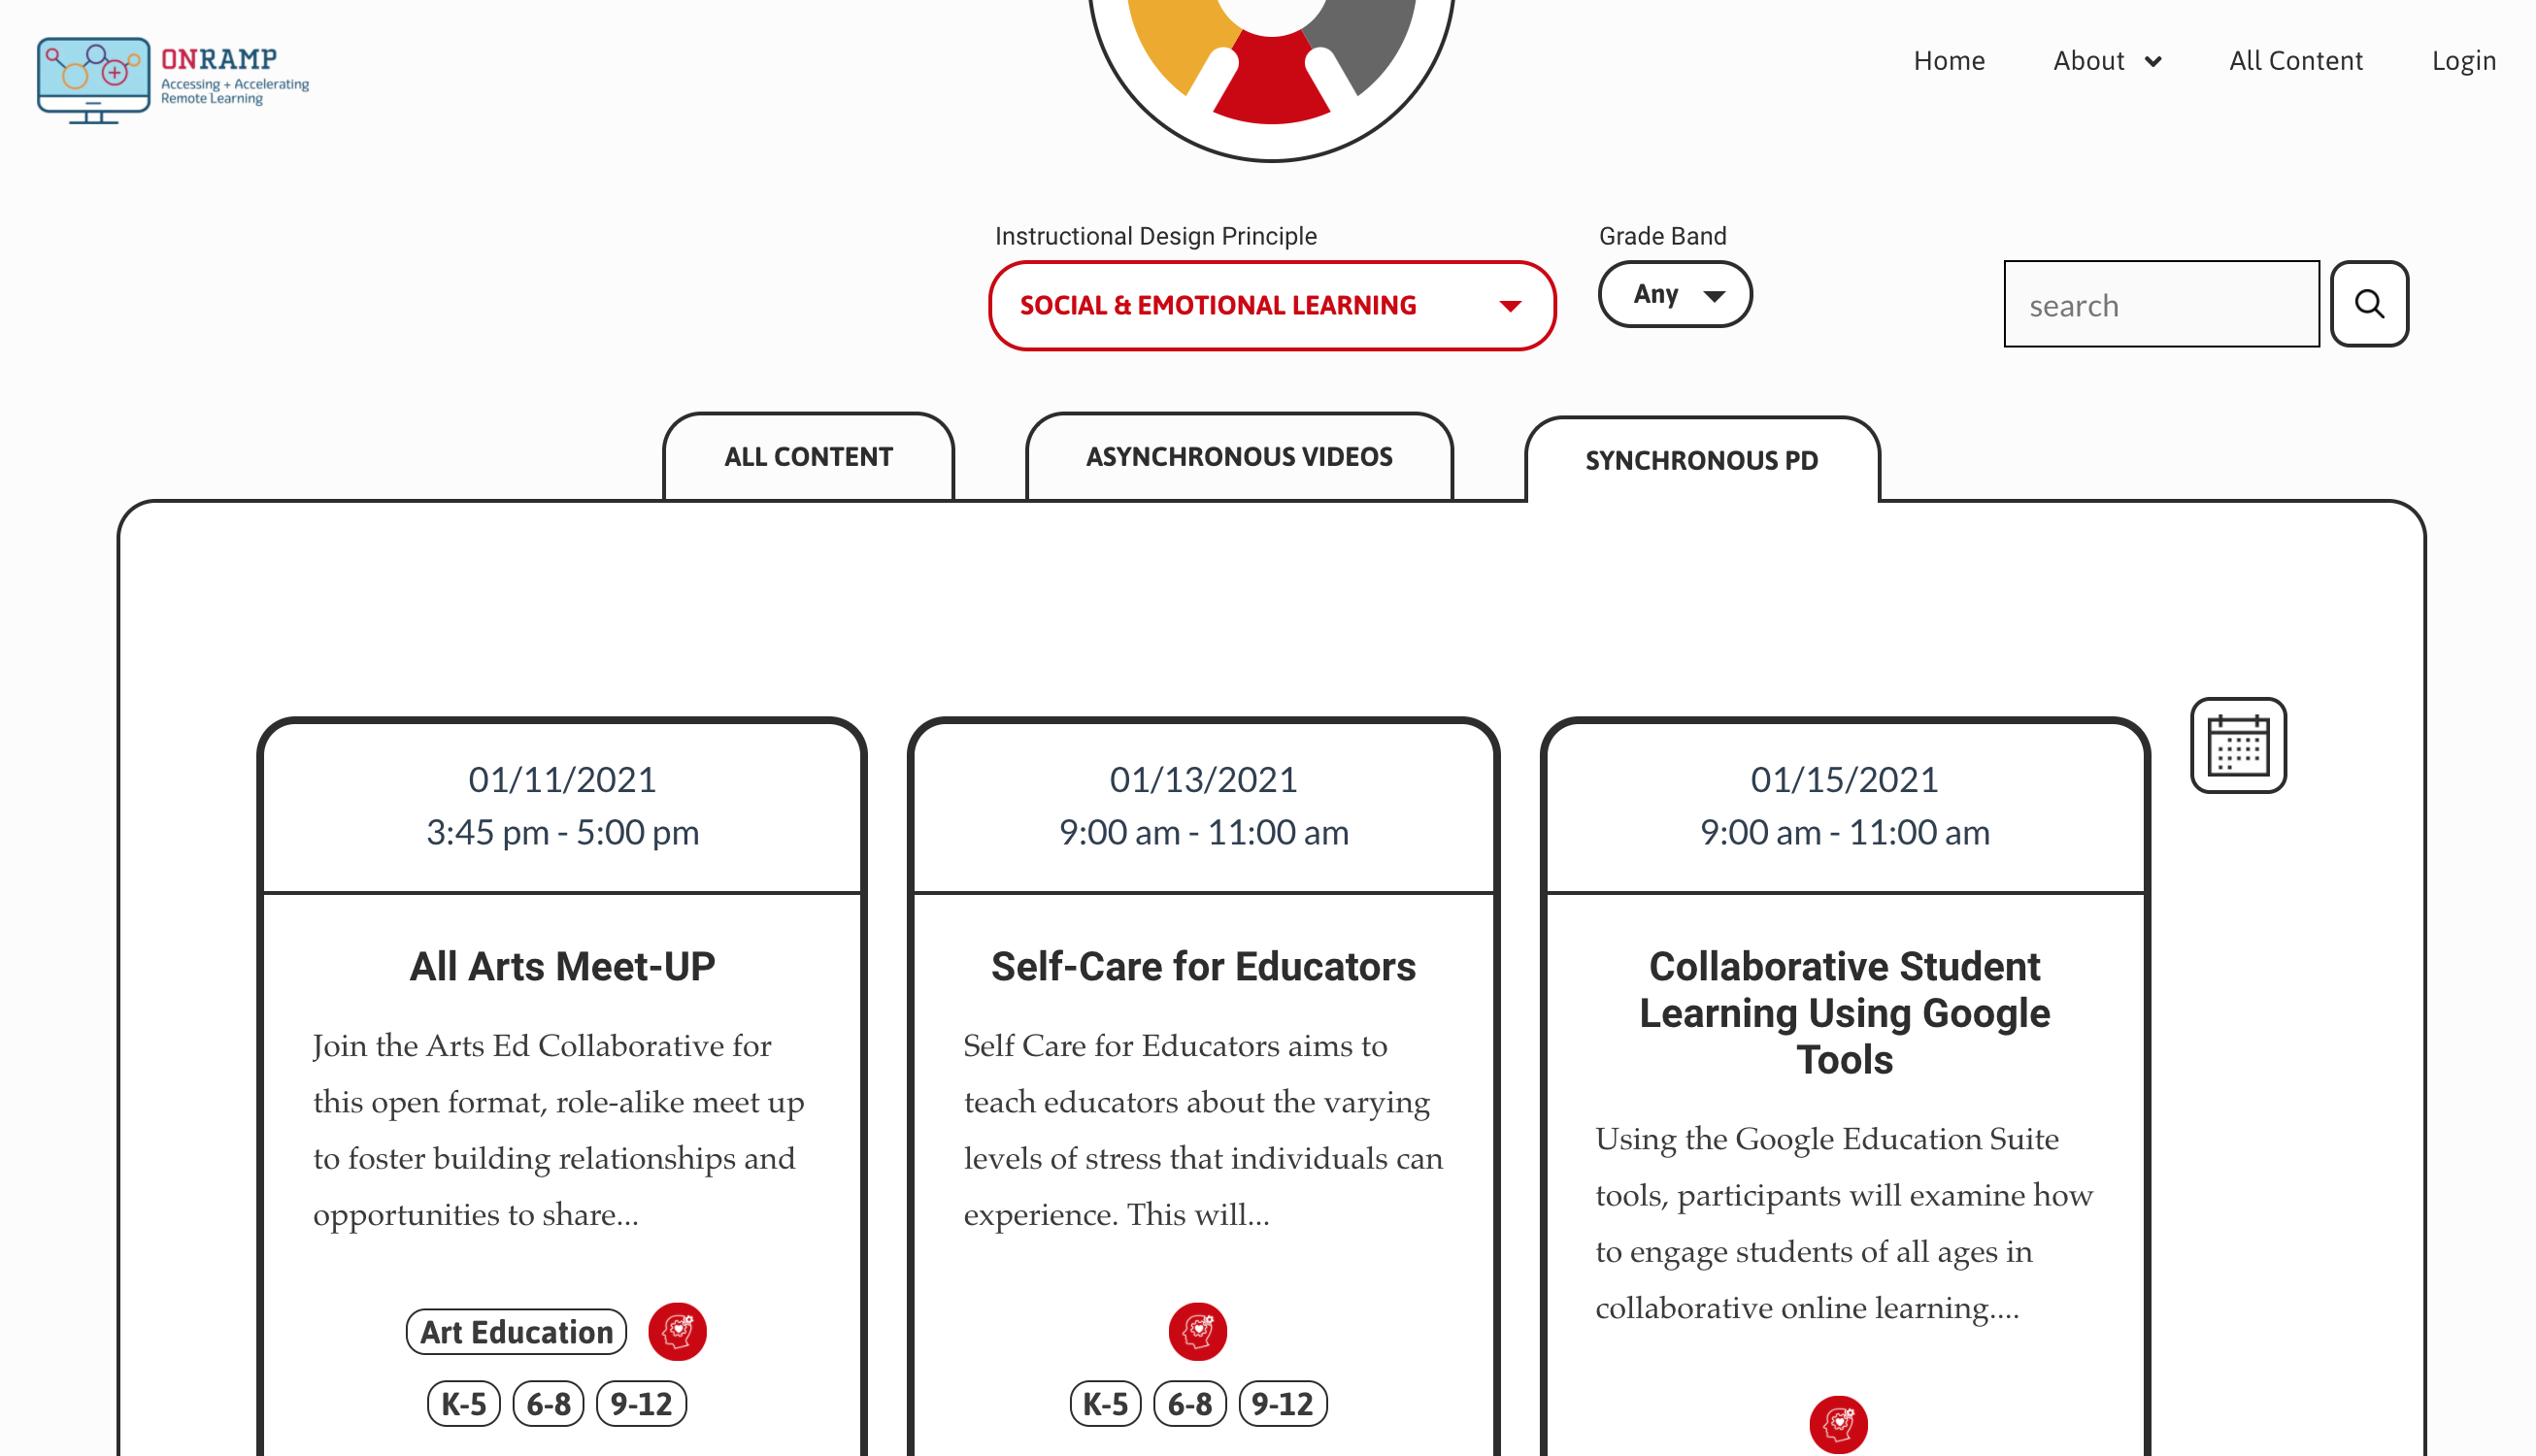 ONRAMP
Accessing + Accelerating
Remote Learning
Home
About
All Content
Login
Instructional Design Principle
Grade Band
SOCIAL & EMOTIONAL LEARNING
Any
search
ALL CONTENT
ASYNCHRONOUS VIDEOS
SYNCHRONOUS PD
01/11/2021
3:45 pm - 5:00 pm
All Arts Meet-UP
Join the Arts Ed Collaborative for
this open format, role-alike meet up
to foster building relationships and
opportunities to share...
Art Education
K-5
6-8
9-12
01/13/2021
9:00 am - 11:00 am
Self-Care for Educators
Self Care for Educators aims to
teach educators about the varying
levels of stress that individuals can
experience. This will...
K-5
6-8
9-12
01/15/2021
9:00 am - 11:00 am
Collaborative Student
Learning Using Google
Tools
Using the Google Education Suite
tools, participants will examine how
to engage students of all ages in
collaborative online learning....